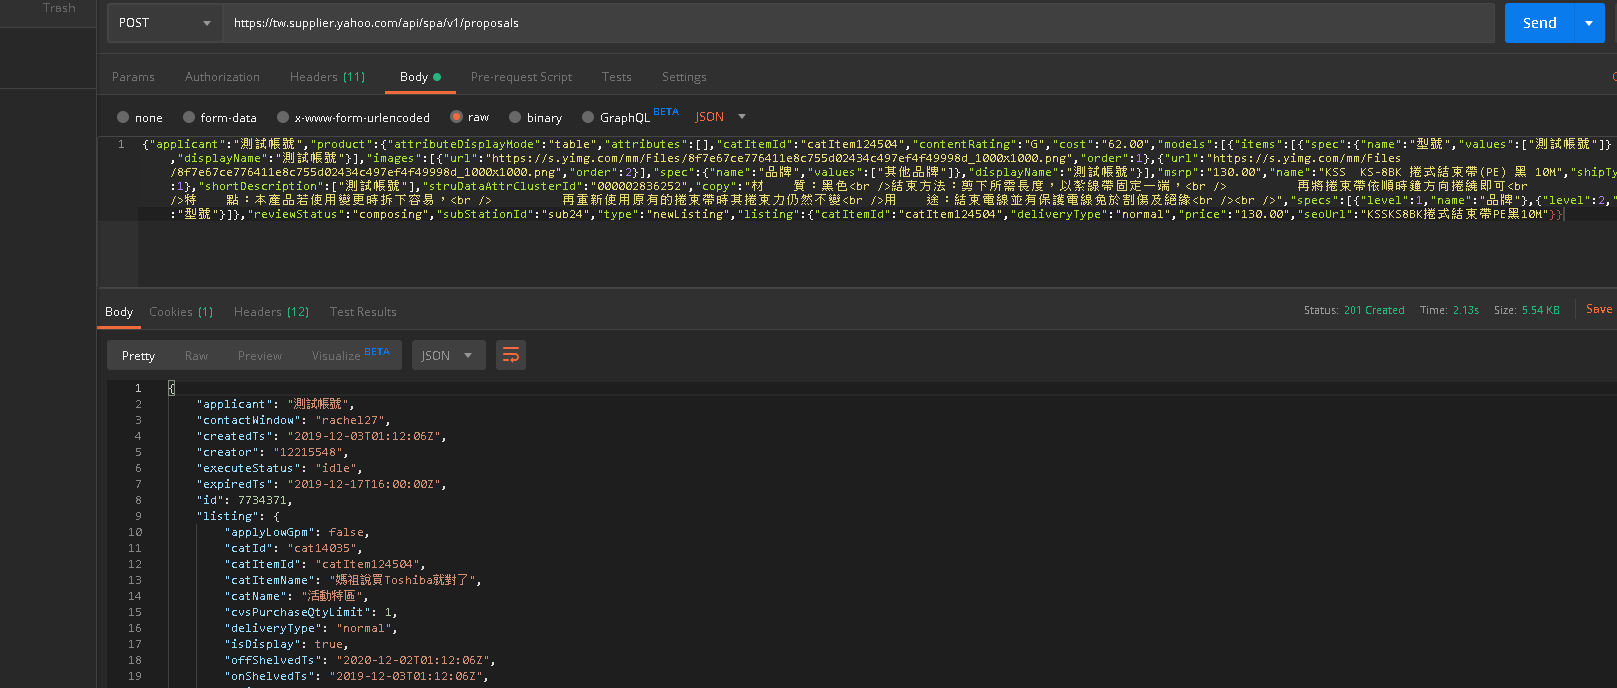 Trash
POST https://tw.supplier.yahoo.com/api/spa/v1/proposals Send
Params Authorization Headers (11) Body Pre-request Script Tests Settings
none form-data x-www-form-urlencoded raw binary GraphQL BETA JSON
1 {"applicant":"測試帳號","product":{"attributeDisplayMode":"table","attributes":[],"catItemId":"catItem124504","contentRating":"G","cost":"62.00","models":[{"items":[{"spec":{"name":"型號","values":["測試帳號"]}
,"displayName":"測試帳號"}],"images":[{"url":"https://s.yimg.com/mm/Files/8f7e67ce776411e8c755d02434c497ef4f49998d_1000x1000.png","order":1},{"url":"https://s.yimg.com/mm/Files
/8f7e67ce776411e8c755d02434c497ef4f49998d_1000x1000.png","order":2}],"spec":{"name":"品牌","values":["其他品牌"]},"displayName":"測試帳號"}],"msrp":"130.00","name":"KSS KS-8BK 捲式結束帶(PE) 黑 10M","shipTy
:1},"shortDescription":["測試帳號"],"struDataAttrClusterId":"000002836252","copy":"材 質：黑色<br />結束方法：剪下所需長度，以紮線帶固定一端，<br /> 再將捲束帶依順時鐘方向捲繞即可<br
/>特 點：本產品若使用變更時拆下容易，<br /> 再重新使用原有的捲束帶時其捲束力仍然不變<br />用 途：結束電線並有保護電線免於割傷及絕緣<br /><br />","specs":[{"level":1,"name":"品牌"},{"level":2,"
:"型號"}]},"reviewStatus":"composing","subStationId":"sub24","type":"newListing","listing":{"catItemId":"catItem124504","deliveryType":"normal","price":"130.00","seoUrl":"KSSKS8BK捲式結束帶PE黑10M"}}
Body Cookies (1) Headers (12) Test Results Status: 201 Created Time: 2.13s Size: 5.54 KB Save
Pretty Raw Preview Visualize BETA JSON
1 {
2 "applicant": "測試帳號",
3 "contactWindow": "rachel27",
4 "createdTs": "2019-12-03T01:12:06Z",
5 "creator": "12215548",
6 "executeStatus": "idle",
7 "expiredTs": "2019-12-17T16:00:00Z",
8 "id": 7734371,
9 "listing": {
10 "applyLowGpm": false,
11 "catId": "cat14035",
12 "catItemId": "catItem124504",
13 "catItemName": "媽祖說買Toshiba就對了",
14 "catName": "活動特區",
15 "cvsPurchaseQtyLimit": 1,
16 "deliveryType": "normal",
17 "isDisplay": true,
18 "offShelvedTs": "2020-12-02T01:12:06Z",
19 "onShelvedTs": "2019-12-03T01:12:06Z",